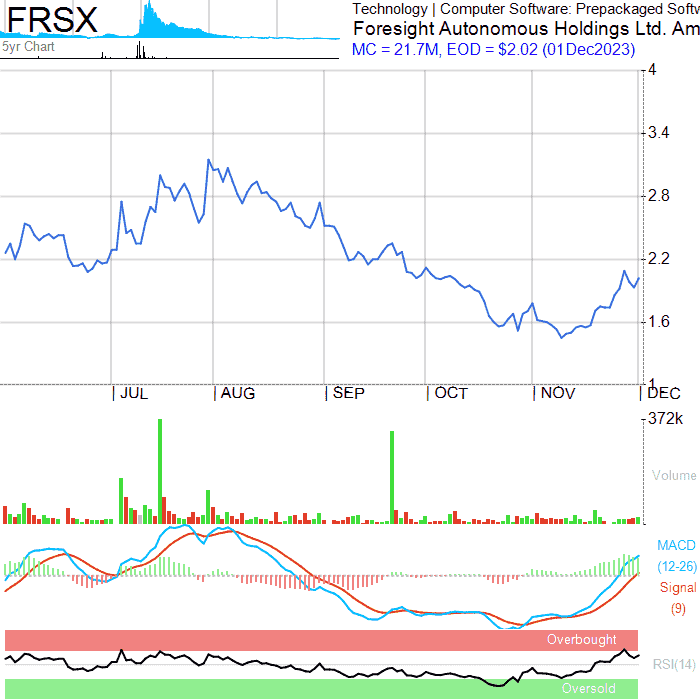 FRSX
5yr Chart
Technology | Computer Software: Prepackaged Softw
Foresight Autonomous Holdings Ltd. Am
MC = 21.7M, EOD = $2.02 (01Dec2023)
4
3.4
2.8
2.2
1.6
1
JUL
AUG
SEP
OCT
NOV
DEC
372k
Volume
MACD
(12-26)
Signal
(9)
Overbought
RSI(14)
Oversold